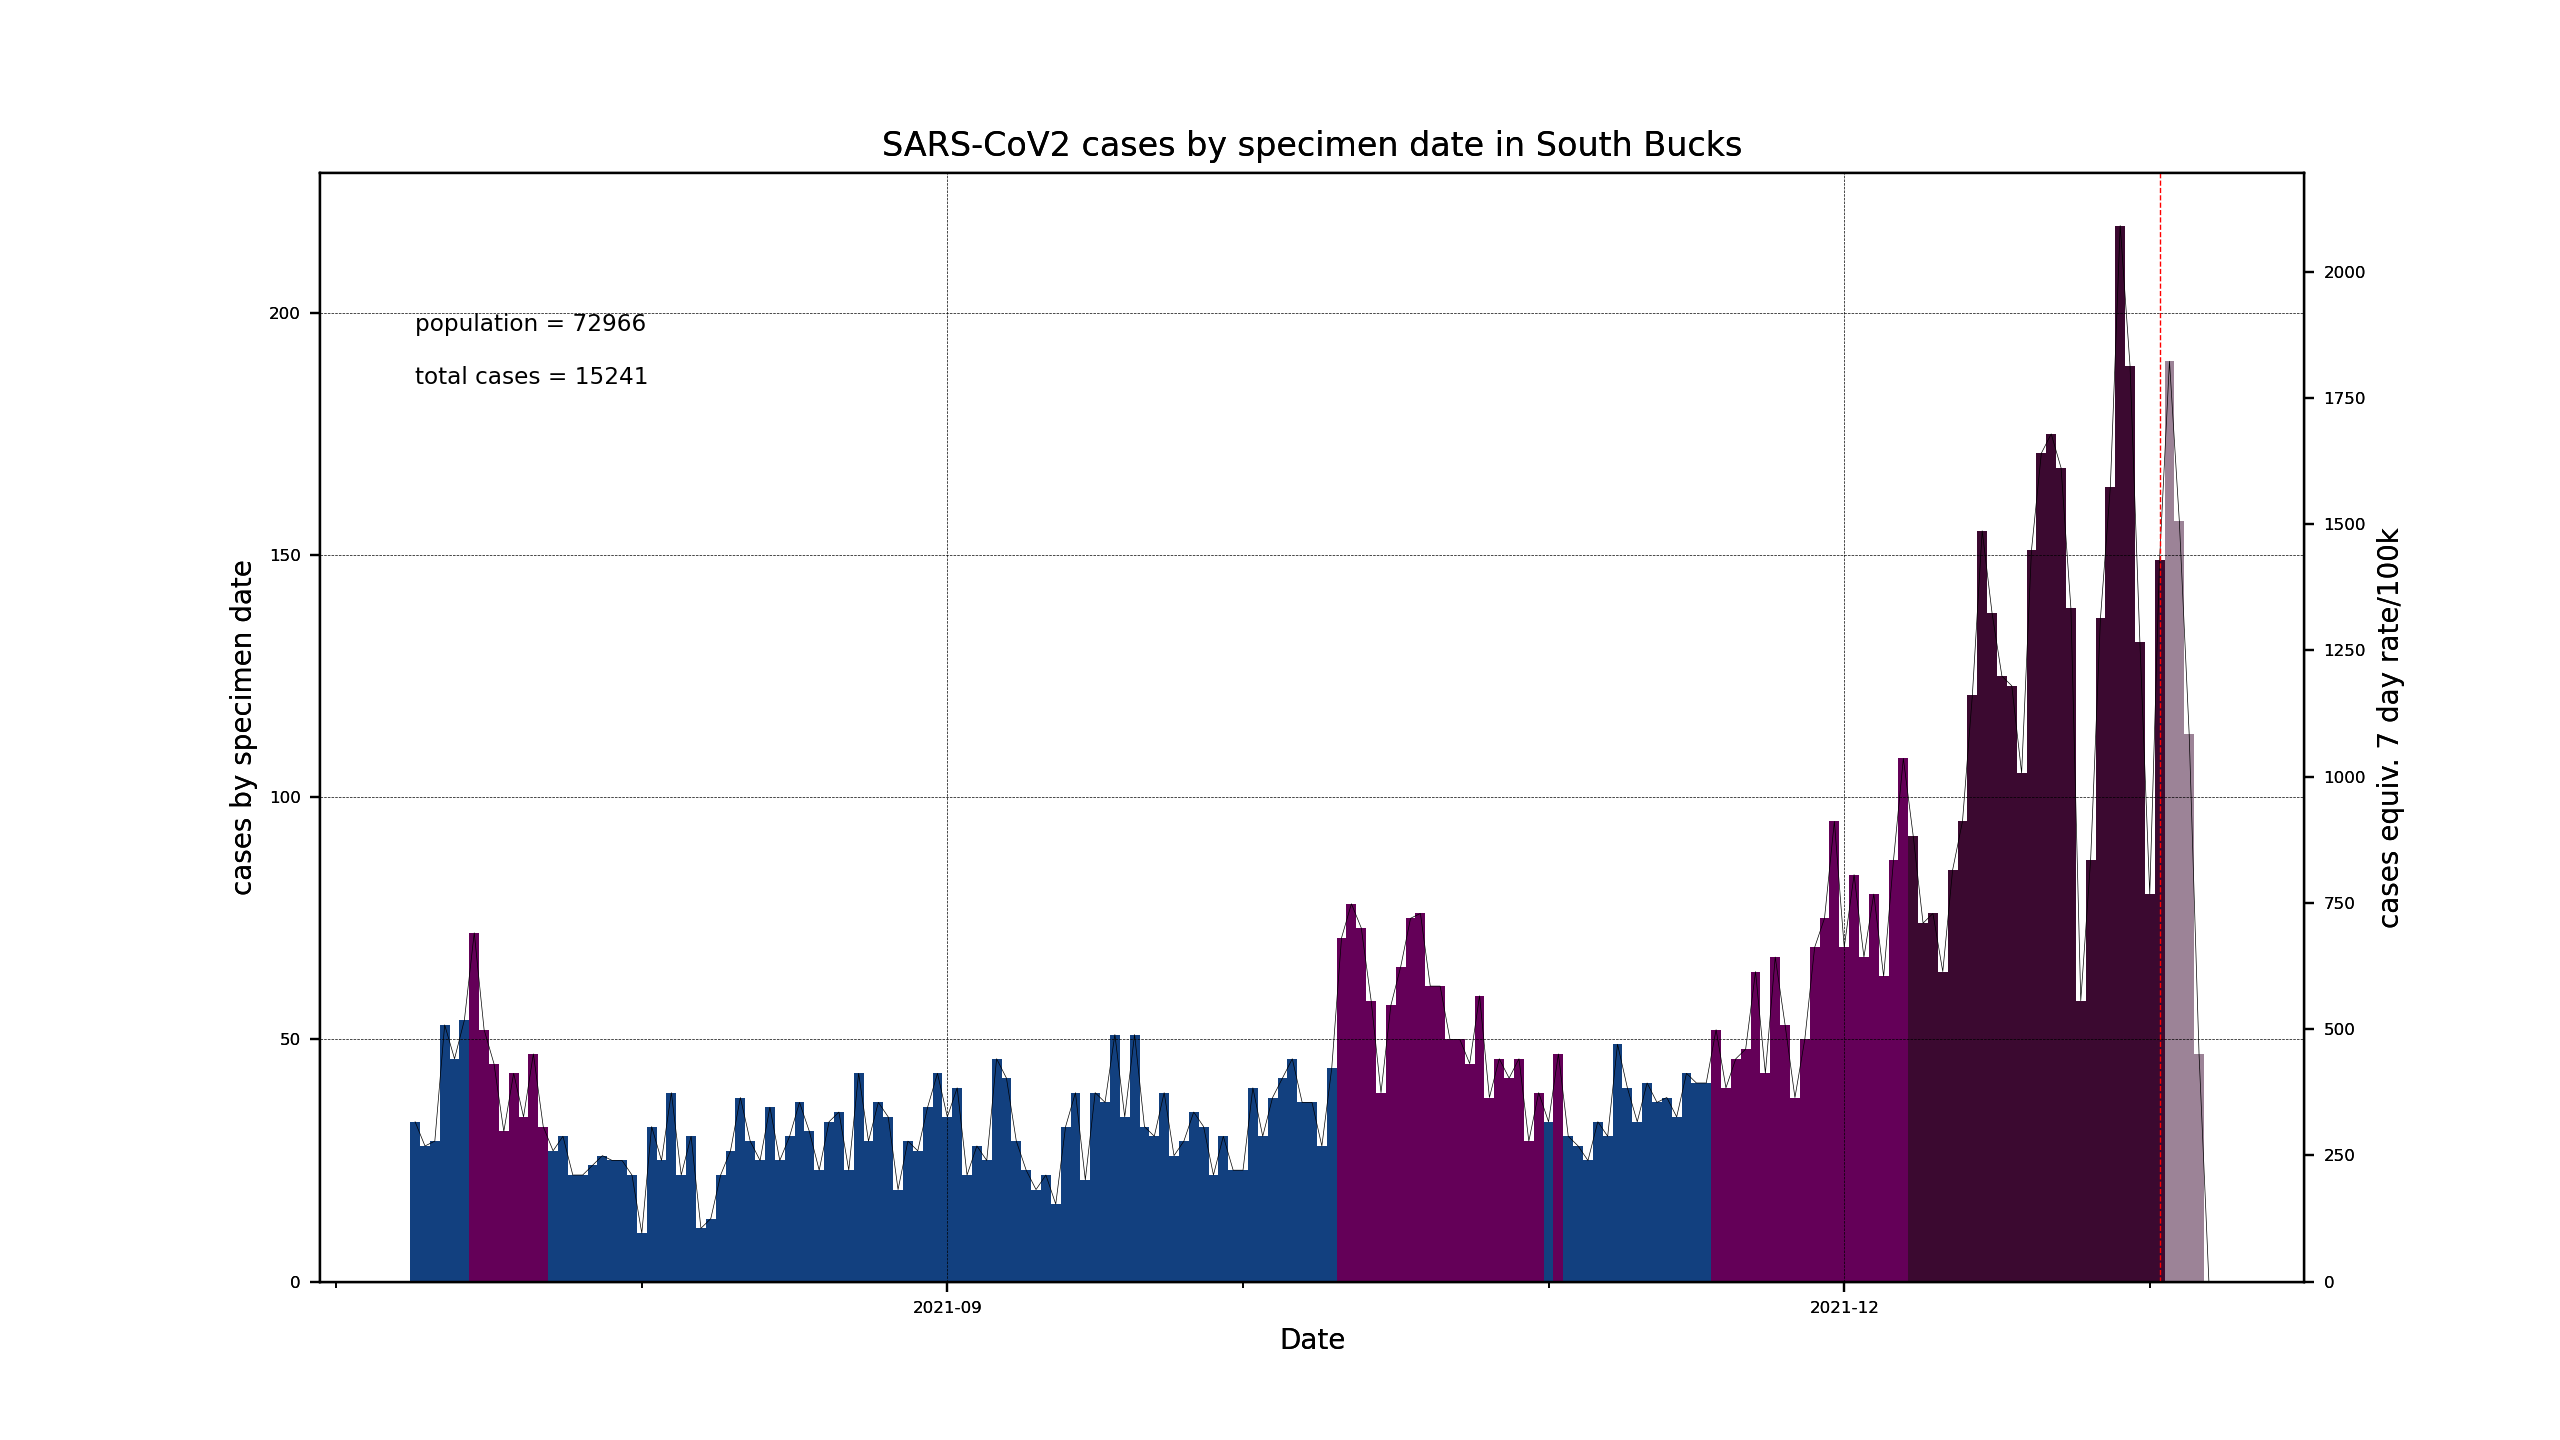 SARS-CoV2 cases by specimen date in South Bucks
population = 72966
total cases = 15241
cases by specimen date
200
150
100
50
0
2000
1750
1500
1250
1000
750
500
250
0
cases equiv. 7 day rate/100k
2021-09
2021-12
Date